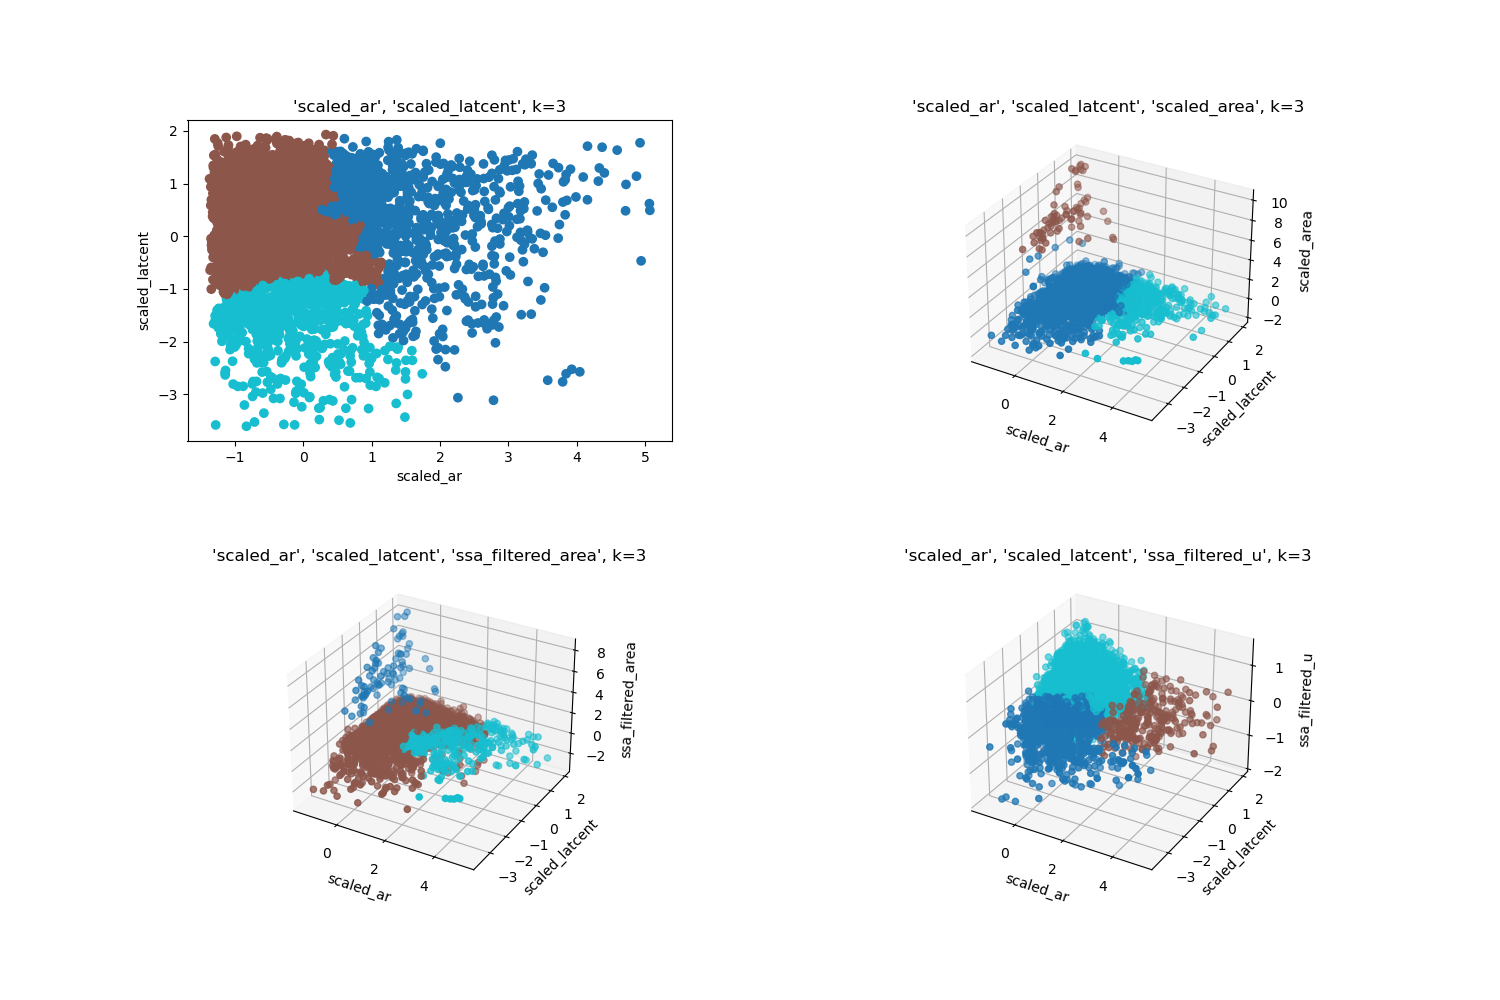 'scaled_ar', 'scaled_latcent', k=3
2
1
0
−1
−2
−3
scaled_latcent
−1 0 1 2 3 4 5
scaled_ar
'scaled_ar', 'scaled_latcent', 'scaled_area', k=3
10
8
6
4
2
0
−2
scaled_area
2
1
0
−1
−2
−3
scaled_latcent
0 2 4
scaled_ar
'scaled_ar', 'scaled_latcent', 'ssa_filtered_area', k=3
8
6
4
2
0
−2
ssa_filtered_area
2
1
0
−1
−2
−3
scaled_latcent
0 2 4
scaled_ar
'scaled_ar', 'scaled_latcent', 'ssa_filtered_u', k=3
1
0
−1
−2
ssa_filtered_u
2
1
0
−1
−2
−3
scaled_latcent
0 2 4
scaled_ar